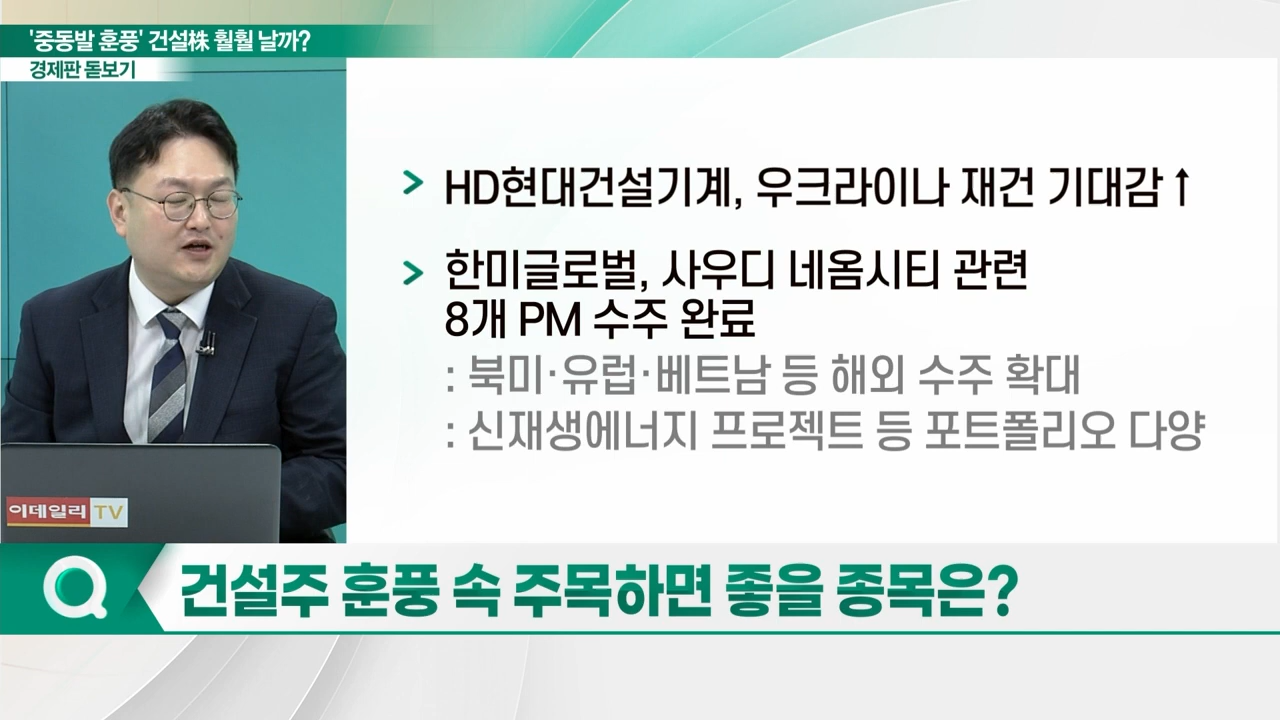 '중동발 훈풍' 건설株 훨훨 날까?
경제판 돋보기
> HD현대건설기계, 우크라이나 재건 기대감↑
> 한미글로벌, 사우디 네옴시티 관련
8개 PM 수주 완료
: 북미·유럽·베트남 등 해외 수주 확대
: 신재생에너지 프로젝트 등 포트폴리오 다양
이데일리 TV
Q 건설주 훈풍 속 주목하면 좋을 종목은?